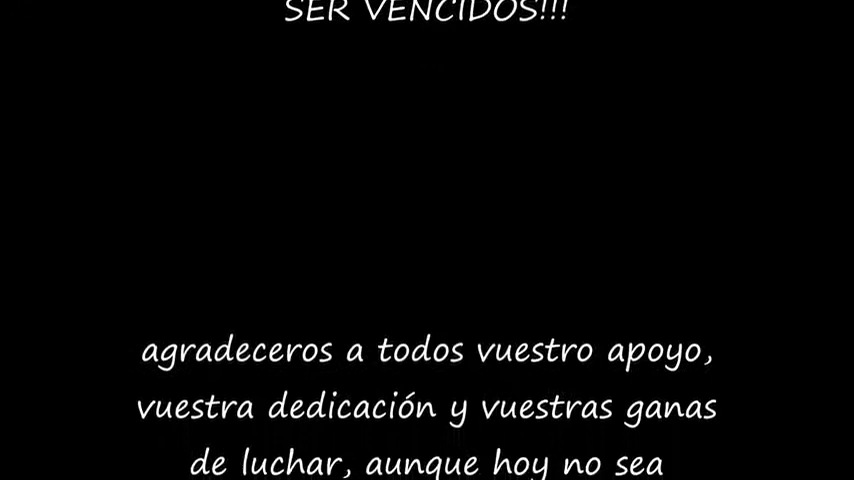 SER VENCIDOS!!!
agradeceros a todos vuestro apoyo,
vuestra dedicación y vuestras ganas
de luchar, aunque hoy no sea